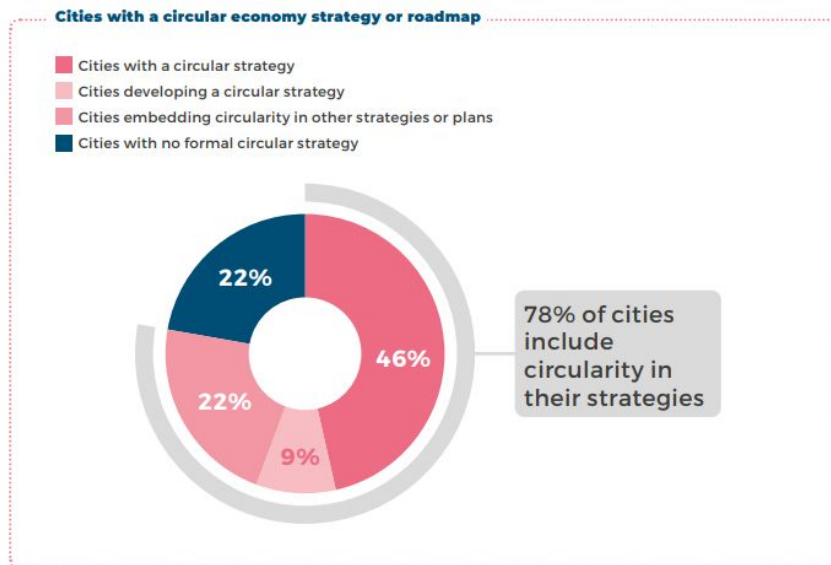 Cities with a circular economy strategy or roadmap
Cities with a circular strategy
Cities developing a circular strategy
Cities embedding circularity in other strategies or plans
Cities with no formal circular strategy
22%
46%
22%
9%
78% of cities
include
circularity in
their strategies